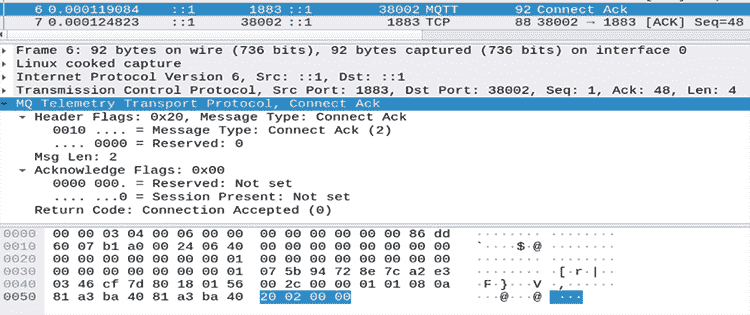 6 0.000119084 ::1 1883 ::1 38002 MQTT 92 Connect Ack
7 0.000124823 ::1 38002 ::1 1883 TCP 88 38002 → 1883 [ACK] Seq=48
Frame 6: 92 bytes on wire (736 bits), 92 bytes captured (736 bits) on interface 0
Linux cooked capture
Internet Protocol Version 6, Src: ::1, Dst: ::1
Transmission Control Protocol, Src Port: 1883, Dst Port: 38002, Seq: 1, Ack: 48, Len: 4
MQ Telemetry Transport Protocol, Connect Ack
Header Flags: 0x20, Message Type: Connect Ack
0010 .... = Message Type: Connect Ack (2)
.... 0000 = Reserved: 0
Msg Len: 2
Acknowledge Flags: 0x00
0000 000. = Reserved: Not set
.... ...0 = Session Present: Not set
Return Code: Connection Accepted (0)
0000 00 00 03 04 00 06 00 00 00 00 00 00 00 00 86 dd ········ ········
0010 60 07 b1 a0 00 24 06 40 00 00 00 00 00 00 00 00 `····$·@ ········
0020 00 00 00 00 00 00 00 01 00 00 00 00 00 00 00 00 ········ ········
0030 00 00 00 00 00 00 00 01 07 5b 94 72 8e 7c a2 e3 ········ ·[·r·|··
0040 03 46 cf 7d 80 18 01 56 00 2c 00 00 01 01 08 0a ·F·}···V ·,······
0050 81 a3 ba 40 81 a3 ba 40 20 02 00 00 ···@···@ ···